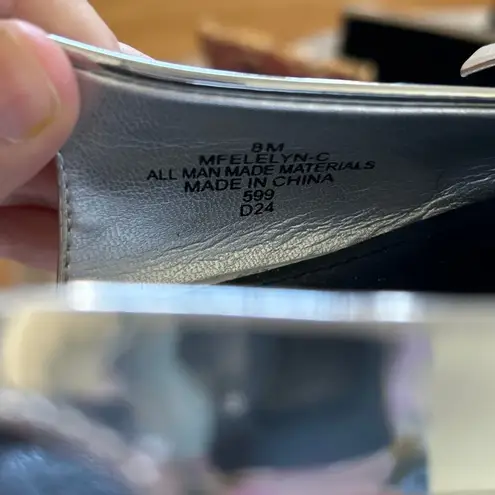 8M
MFELELYN-C
ALL MAN MADE MATERIALS
MADE IN CHINA
599
D24